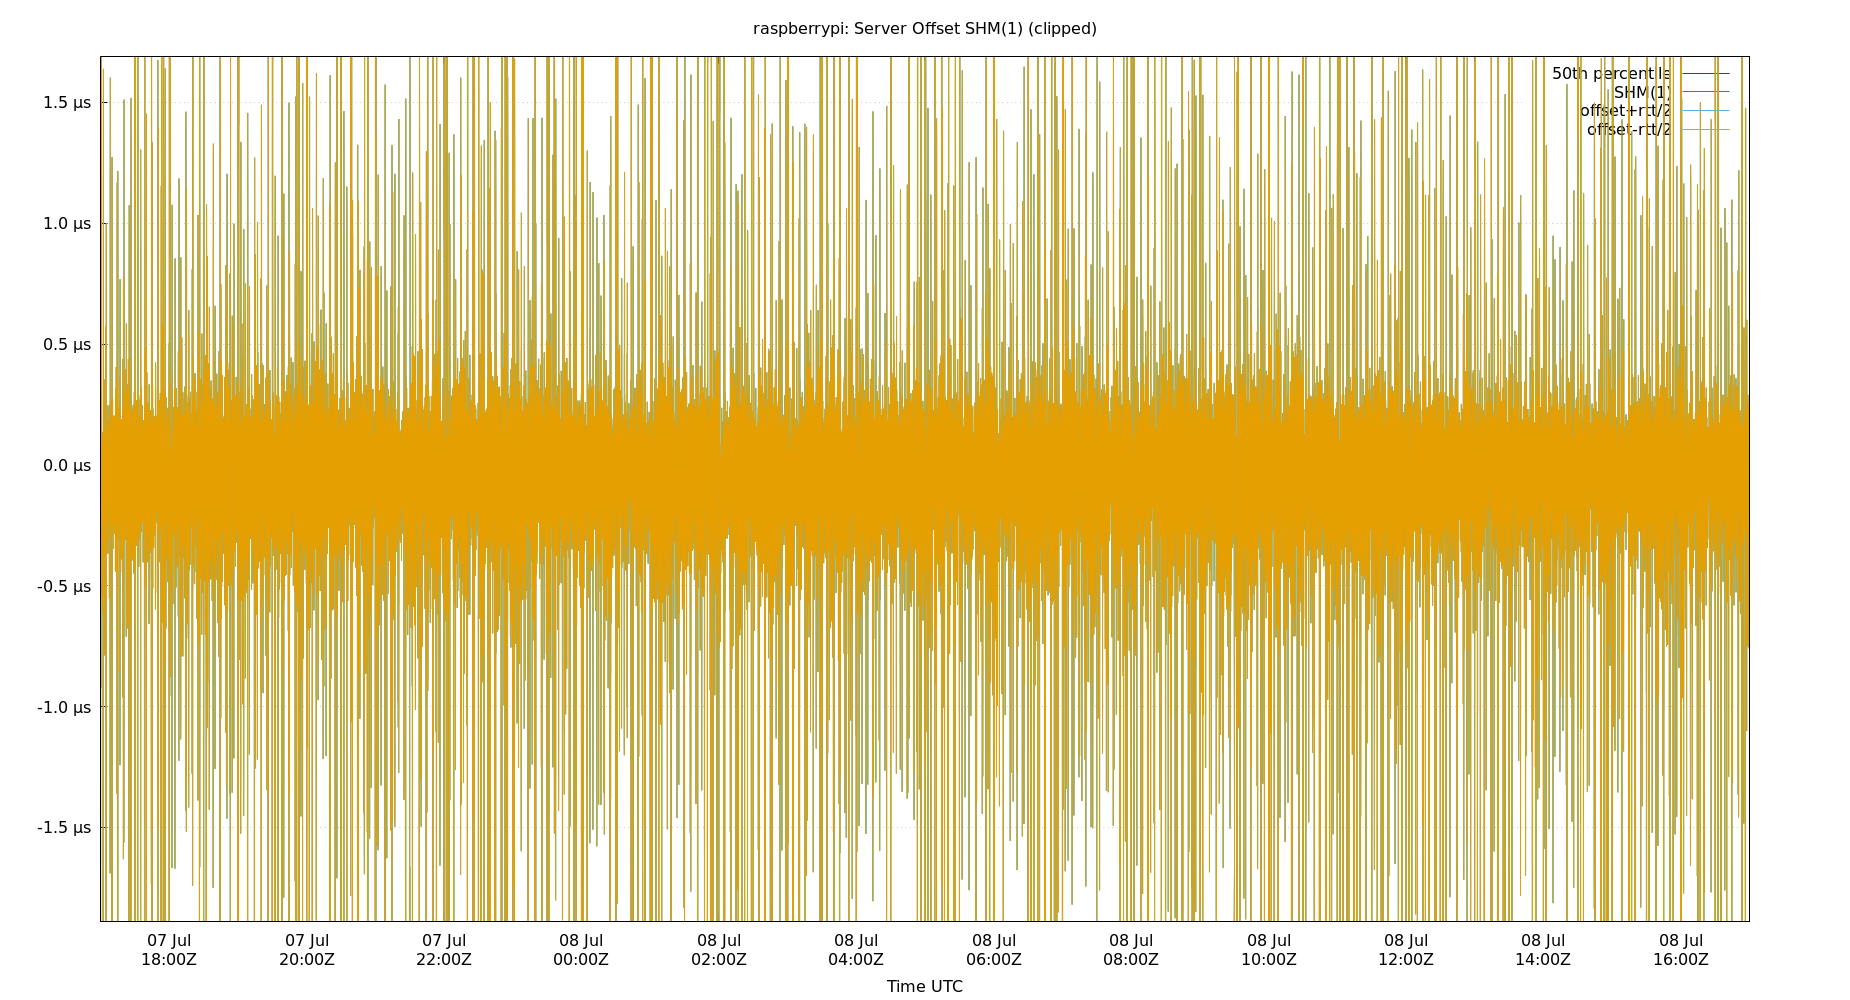 raspberrypi: Server Offset SHM(1) (clipped)
50th percentile
SHM(1)
offset+rtt/2
offset-rtt/2
1.5 µs
1.0 µs
0.5 µs
0.0 µs
-0.5 µs
-1.0 µs
-1.5 µs
07 Jul 07 Jul 07 Jul 08 Jul 08 Jul 08 Jul 08 Jul 08 Jul 08 Jul 08 Jul 08 Jul 08 Jul
18:00Z 20:00Z 22:00Z 00:00Z 02:00Z 04:00Z 06:00Z 08:00Z 10:00Z 12:00Z 14:00Z 16:00Z
Time UTC